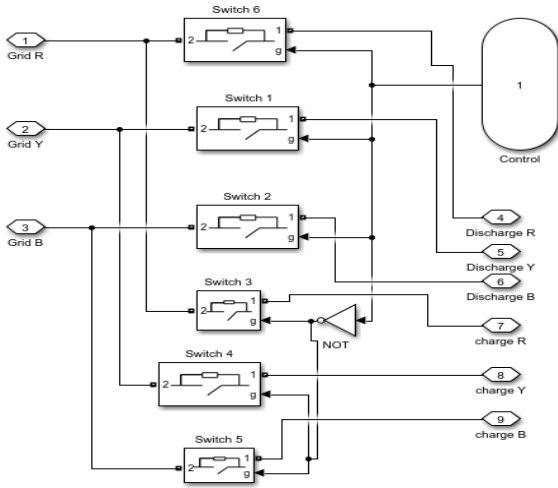 Switch 6
1
Grid R
2
1
g
1
Control
Switch 1
2
Grid Y
2
1
g
Switch 2
3
Grid B
2
1
g
4
Discharge R
5
Discharge Y
6
Discharge B
Switch 3
2
1
g
NOT
7
charge R
Switch 4
2
1
g
8
charge Y
9
charge B
Switch 5
2
1
g